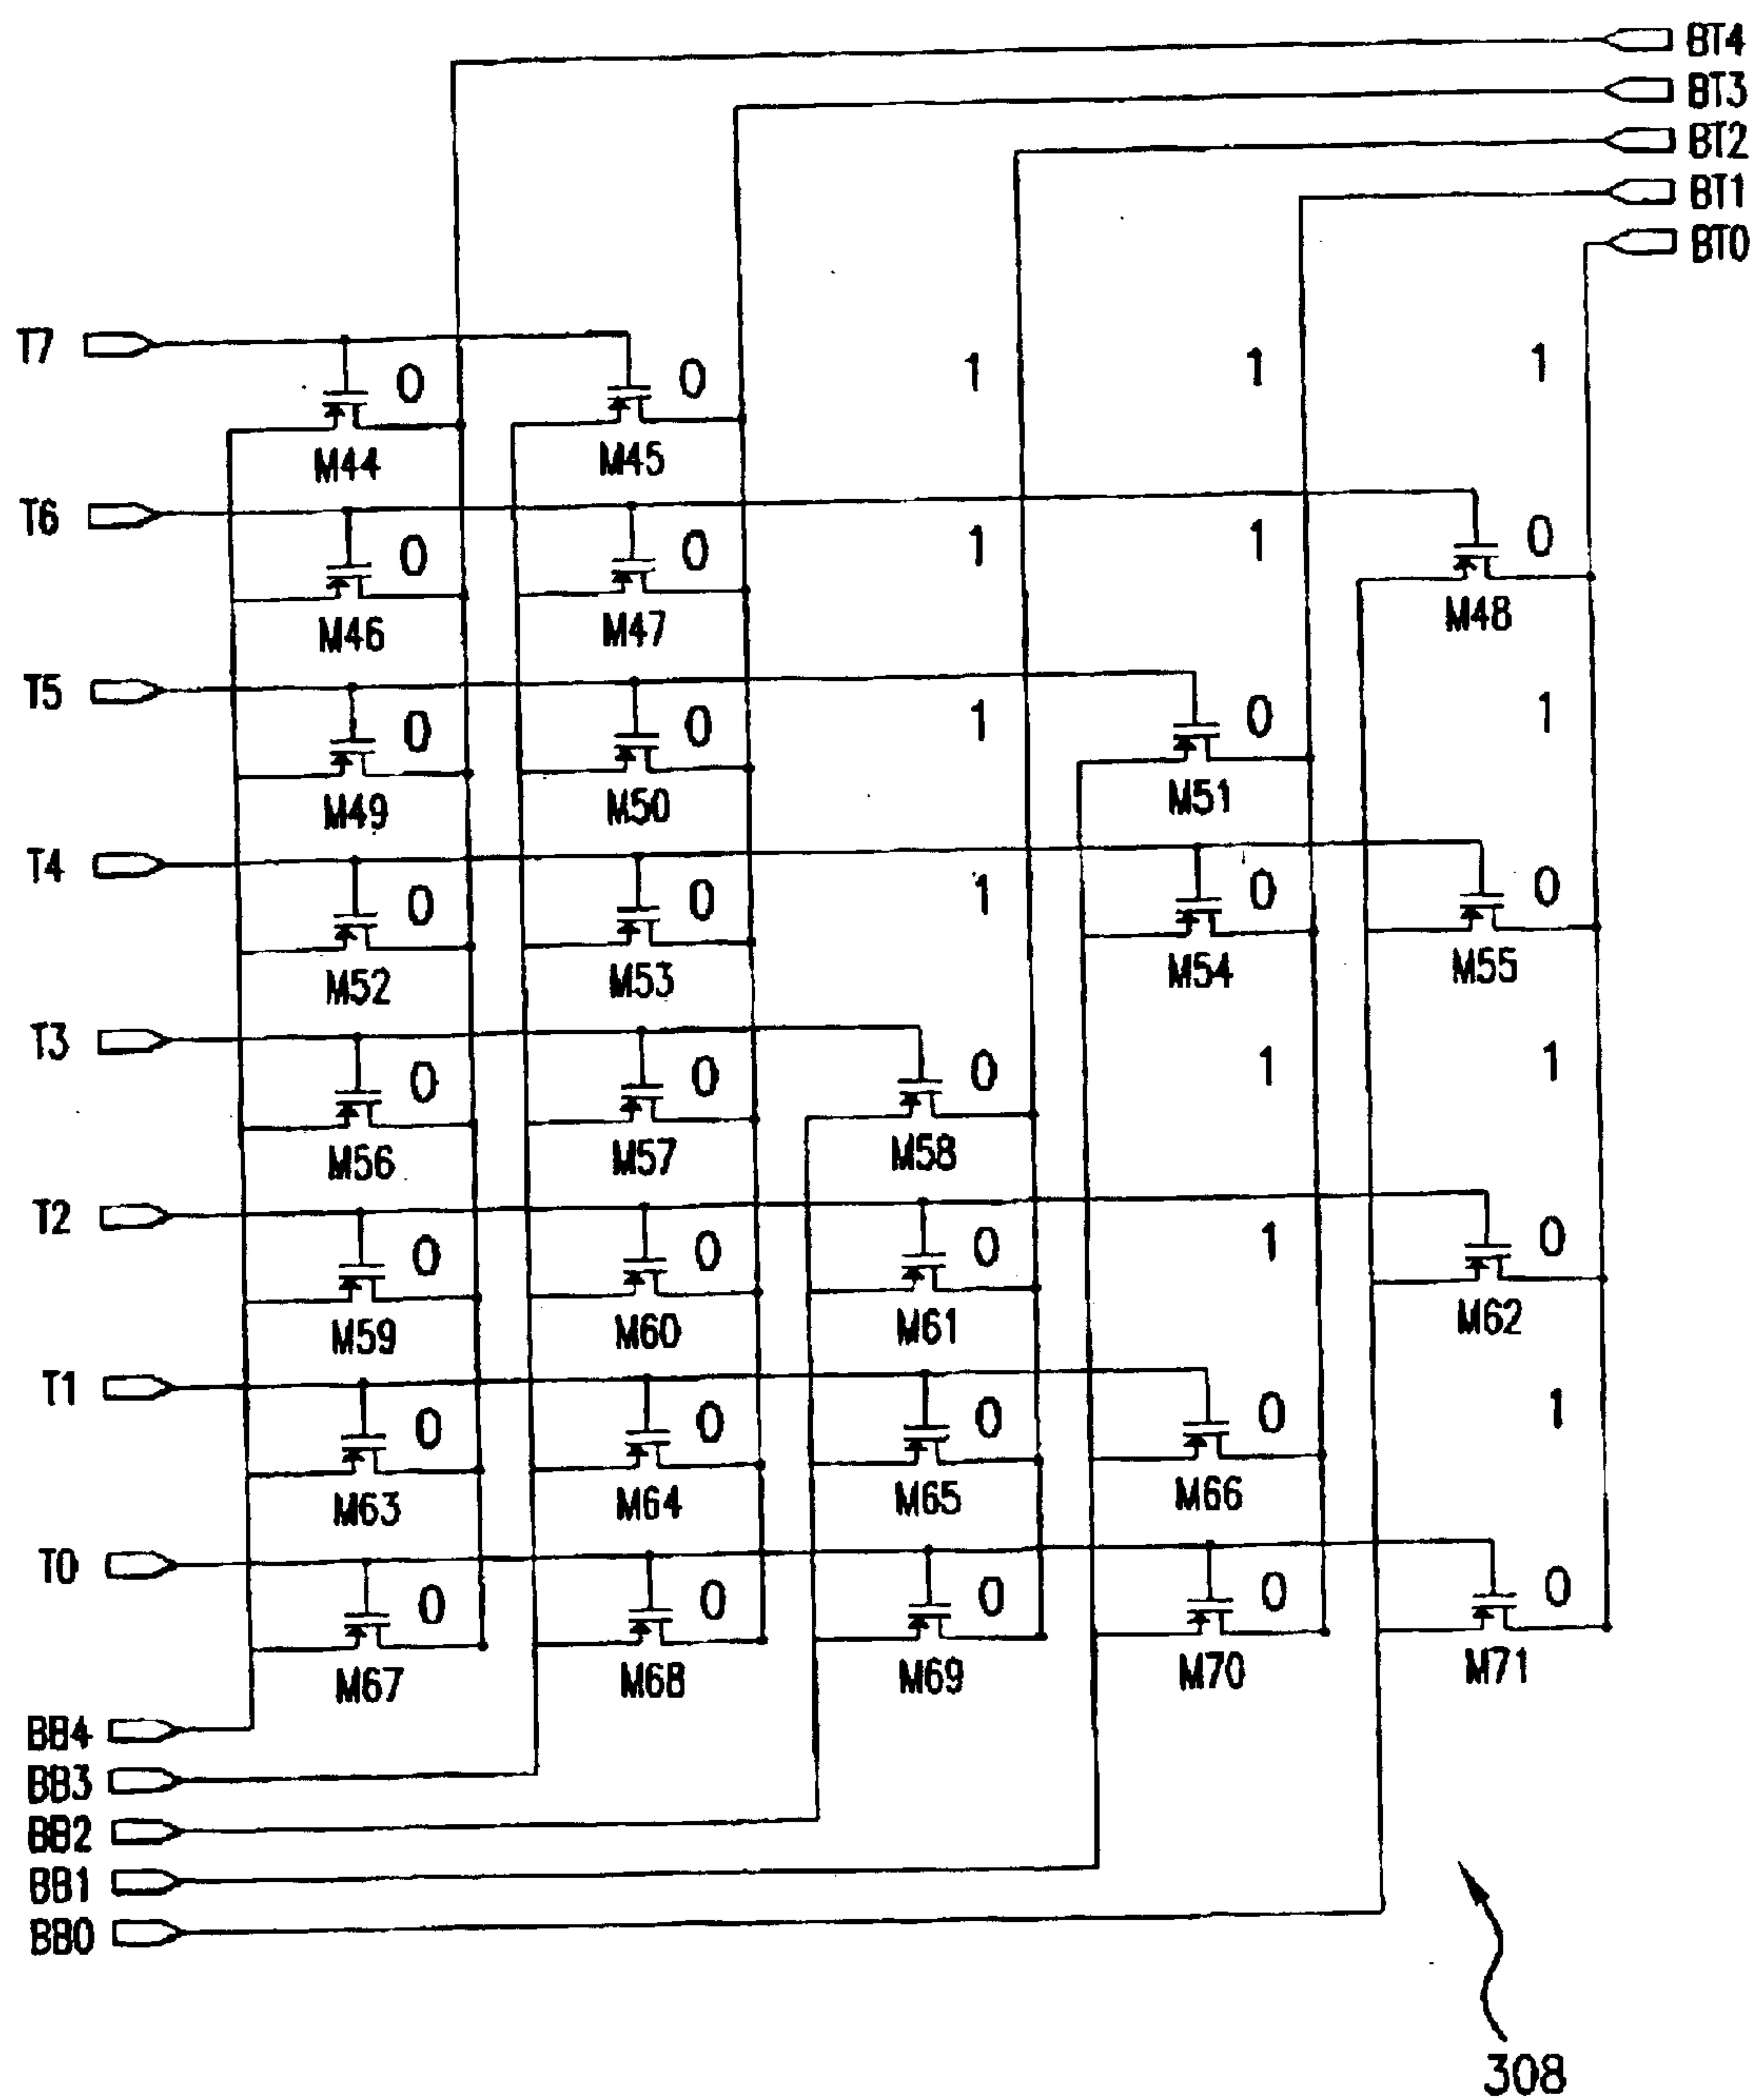 BT4
BT3
BT2
BT1
BT0
T7 0 0 1 1 1
M44 M45
T6 0 0 1 1 0
M46 M47 M48
T5 0 0 1 0 1
M49 M50 M51
T4 0 0 1 0 0
M52 M53 M54 M55
T3 0 0 0 1 1
M56 M57 M58
T2 0 0 0 1 0
M59 M60 M61 M62
T1 0 0 0 0 1
M63 M64 M65 M66
T0 0 0 0 0 0
M67 M68 M69 M70 M71
BB4
BB3
BB2
BB1
BB0
308